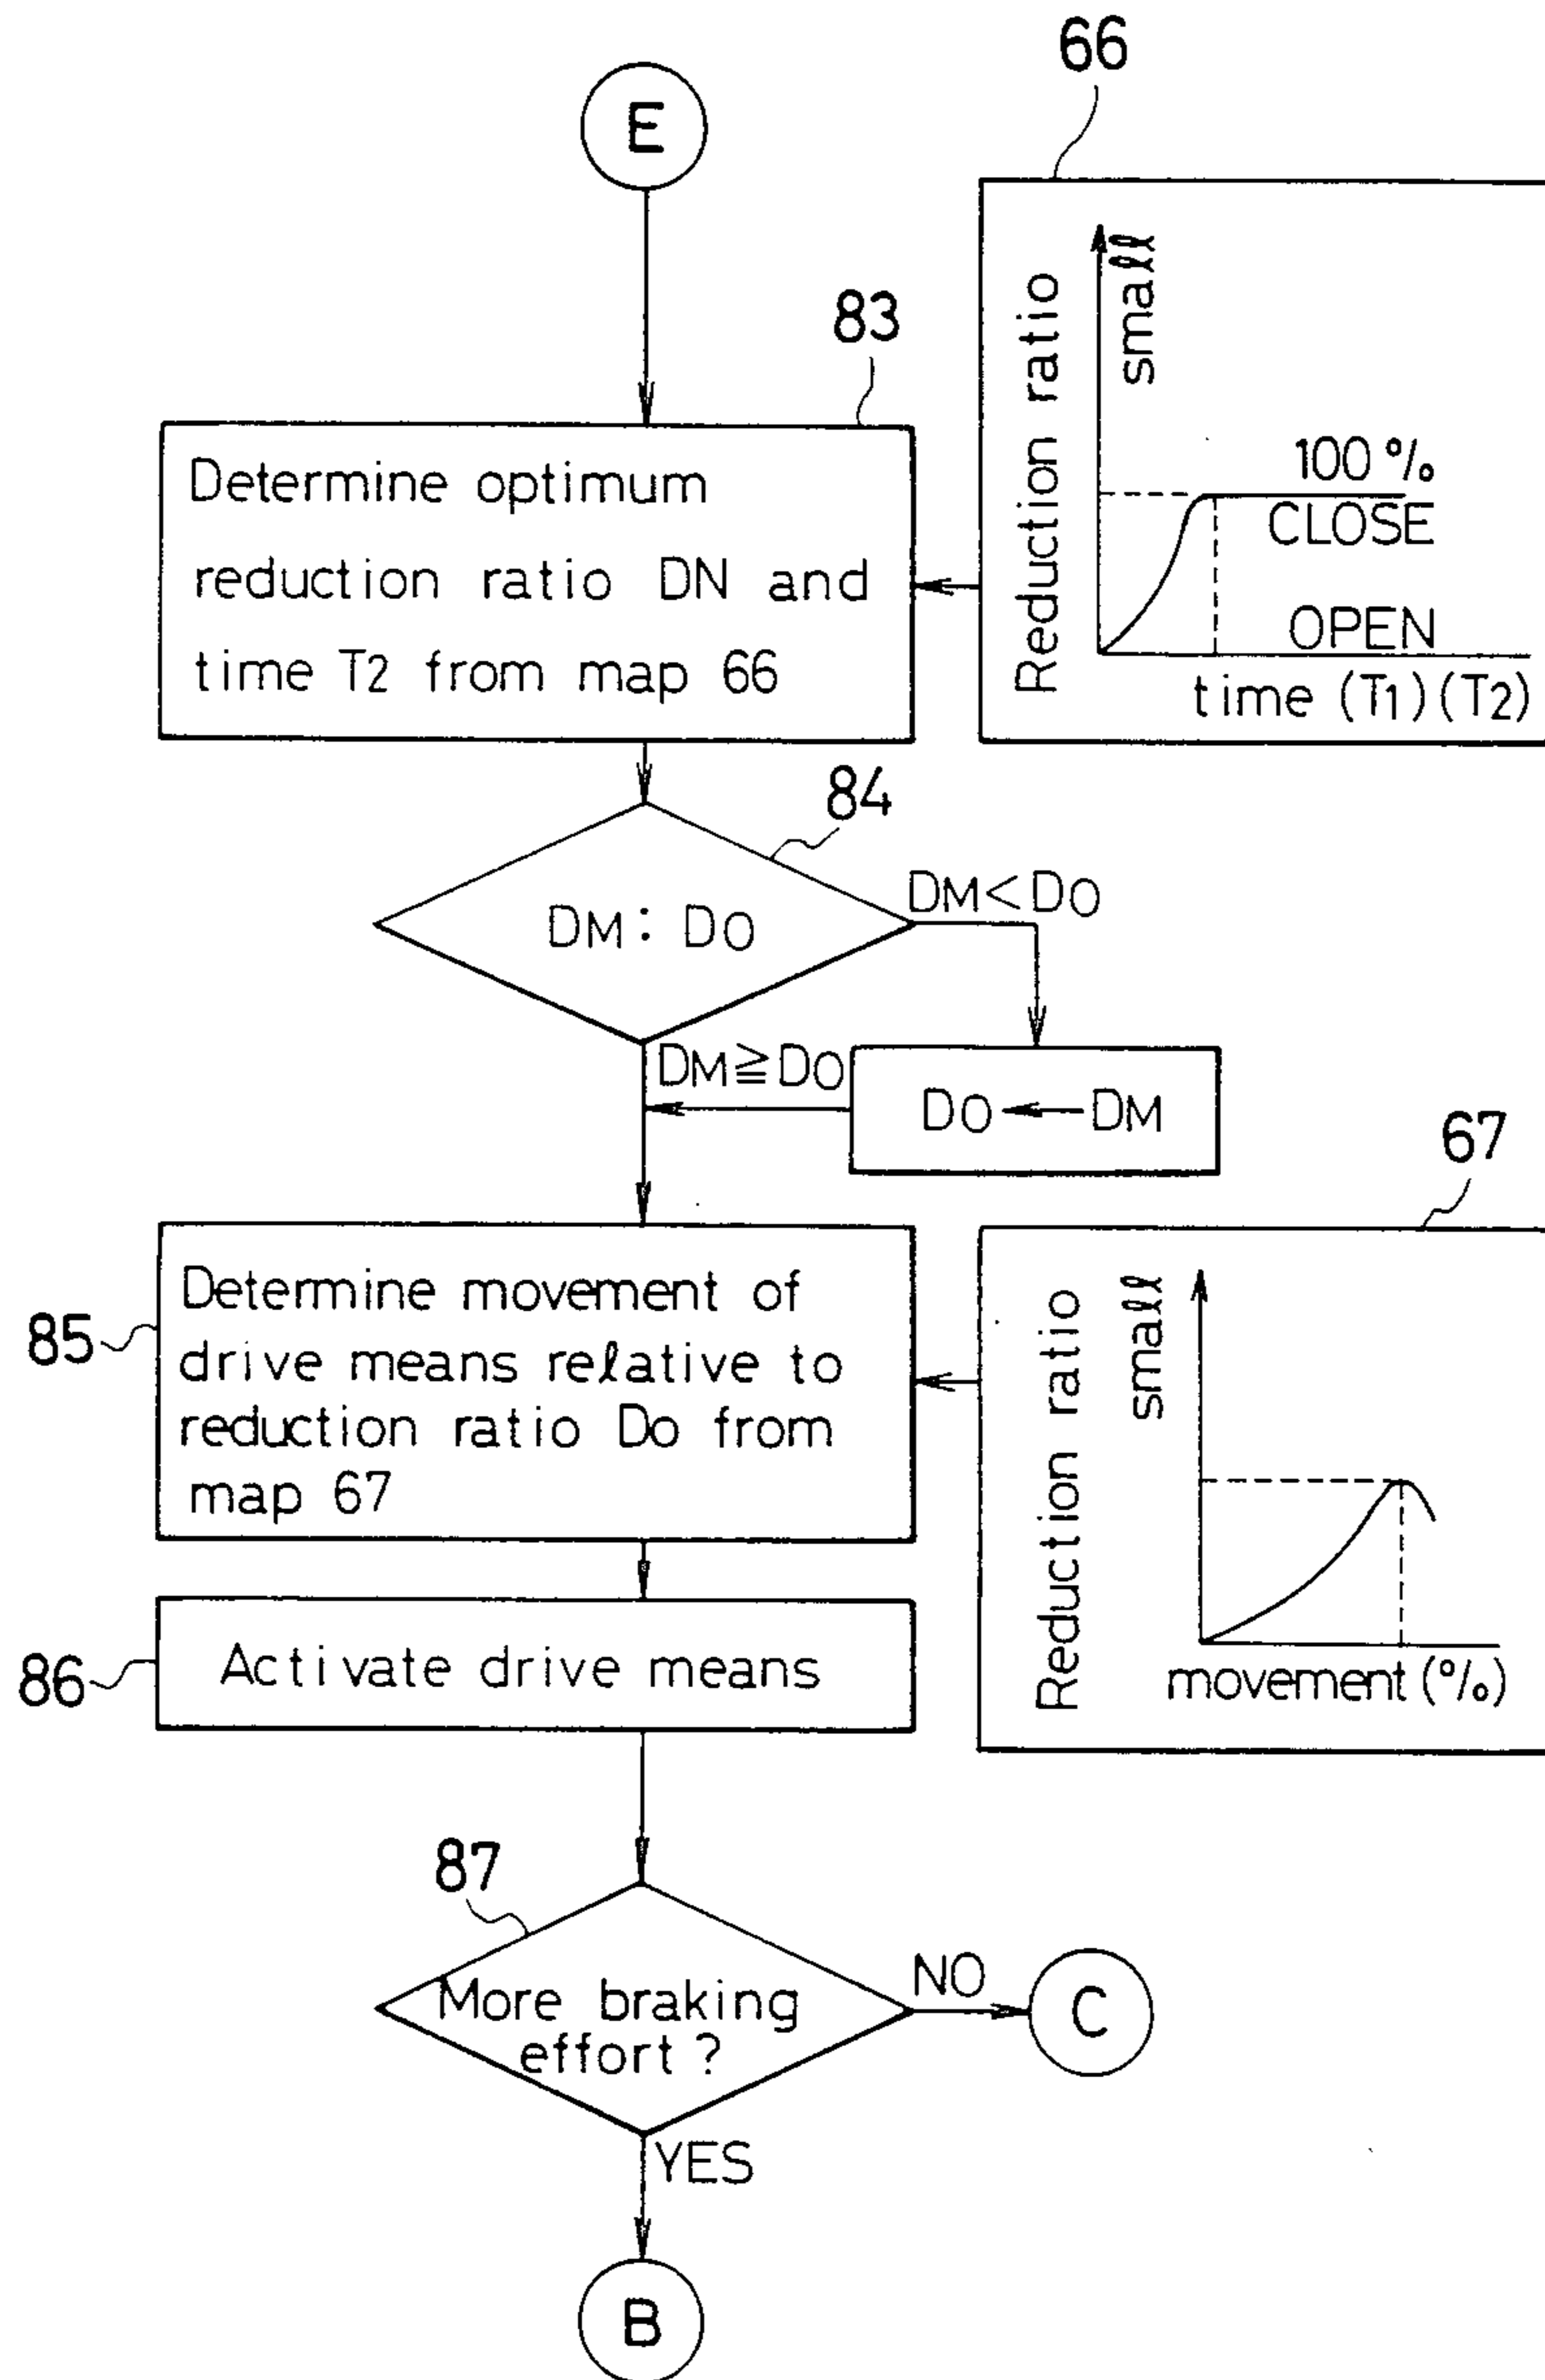 66
E
Reduction ratio
small
100 %
CLOSE
OPEN
time (T1) (T2)
83
Determine optimum
reduction ratio DN and
time T2 from map 66
84
DM : DO
DM<DO
DM≧DO
DO ← DM
67
85
Determine movement of
drive means relative to
reduction ratio Do from
map 67
Reduction ratio
small
movement (%)
86
Activate drive means
87
More braking
effort ?
NO
C
YES
B